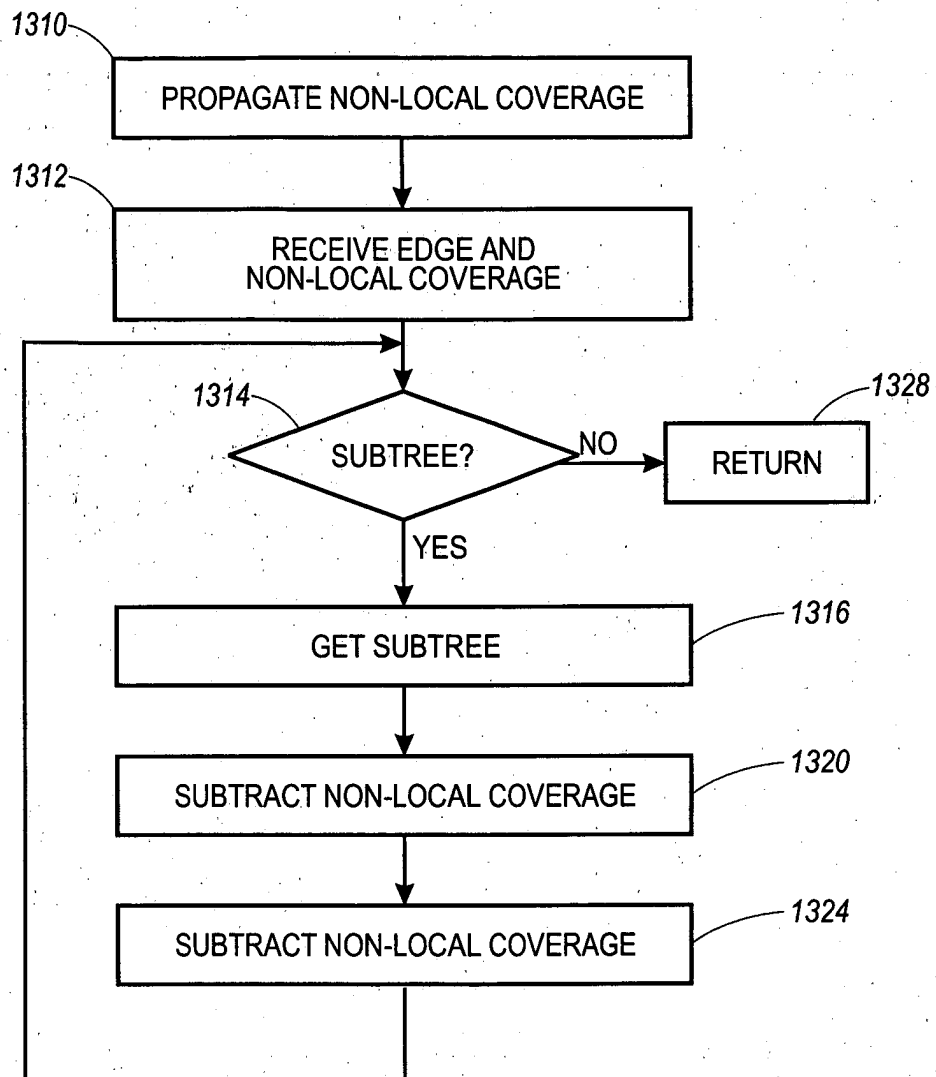 1310
PROPAGATE NON-LOCAL COVERAGE
1312
RECEIVE EDGE AND
NON-LOCAL COVERAGE
1314
SUBTREE?
NO
1328
RETURN
YES
1316
GET SUBTREE
1320
SUBTRACT NON-LOCAL COVERAGE
1324
SUBTRACT NON-LOCAL COVERAGE